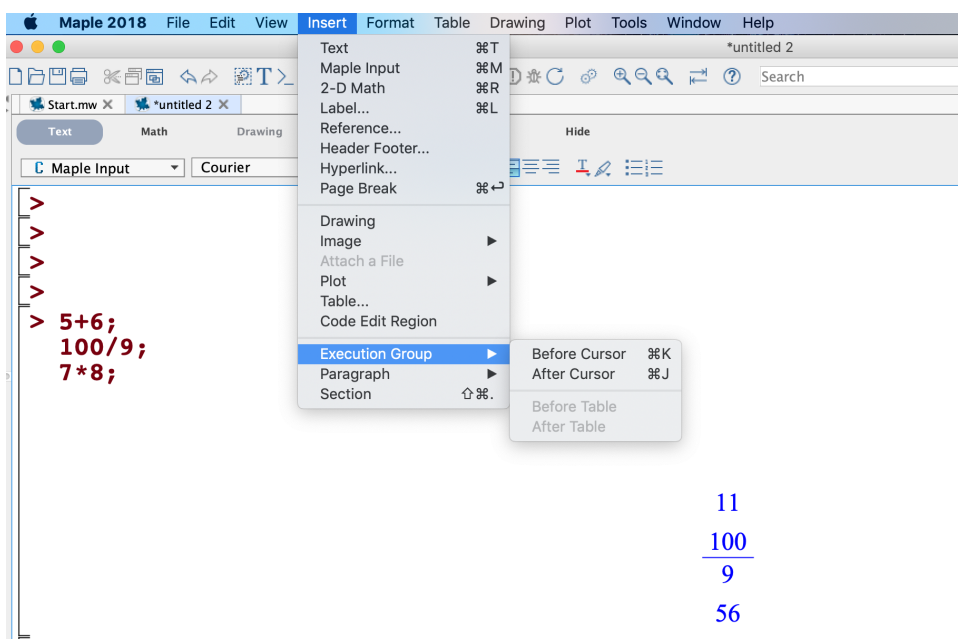 Maple 2018 File Edit View Insert Format Table Drawing Plot Tools Window Help
*untitled 2
Search
Start.mw *untitled 2
Text Math Drawing Hide
C Maple Input Courier
Text ⌘T
Maple Input ⌘M
2-D Math ⌘R
Label... ⌘L
Reference...
Header Footer...
Hyperlink...
Page Break ⌘↩
Drawing
Image ▶
Attach a File
Plot ▶
Table...
Code Edit Region
Execution Group ▶
Paragraph ▶
Section ⇧⌘.
Before Cursor ⌘K
After Cursor ⌘J
Before Table
After Table
>
>
>
>
> 5+6;
100/9;
7*8;
11
100
9
56